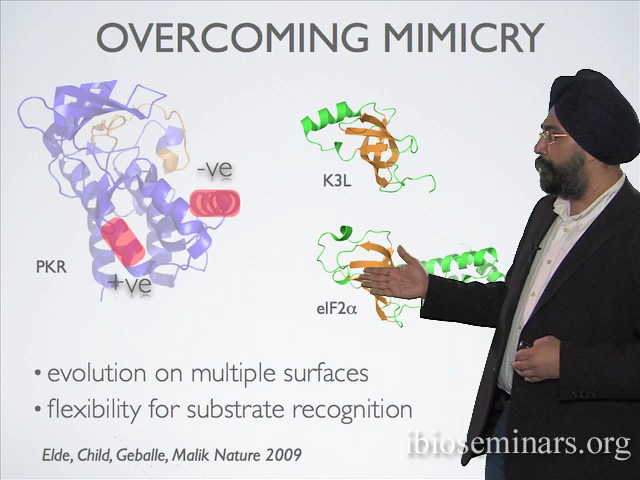 OVERCOMING MIMICRY
-ve
K3L
PKR
+ve
eIF2α
• evolution on multiple surfaces
• flexibility for substrate recognition
Elde, Child, Geballe, Malik Nature 2009
ibioseminars.org